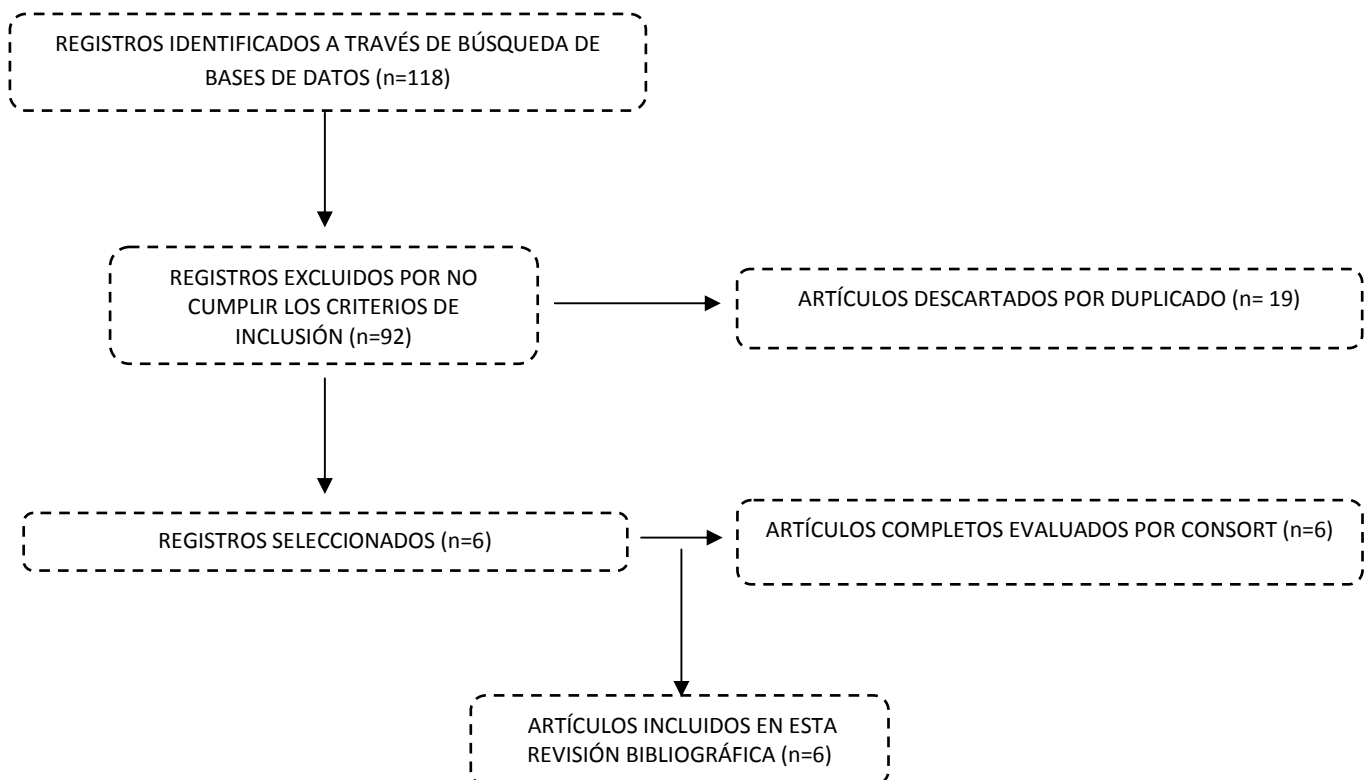 REGISTROS IDENTIFICADOS A TRAVÉS DE BÚSQUEDA DE
BASES DE DATOS (n=118)
REGISTROS EXCLUIDOS POR NO
CUMPLIR LOS CRITERIOS DE
INCLUSIÓN (n=92)
ARTÍCULOS DESCARTADOS POR DUPLICADO (n= 19)
REGISTROS SELECCIONADOS (n=6)
ARTÍCULOS COMPLETOS EVALUADOS POR CONSORT (n=6)
ARTÍCULOS INCLUIDOS EN ESTA
REVISIÓN BIBLIOGRÁFICA (n=6)